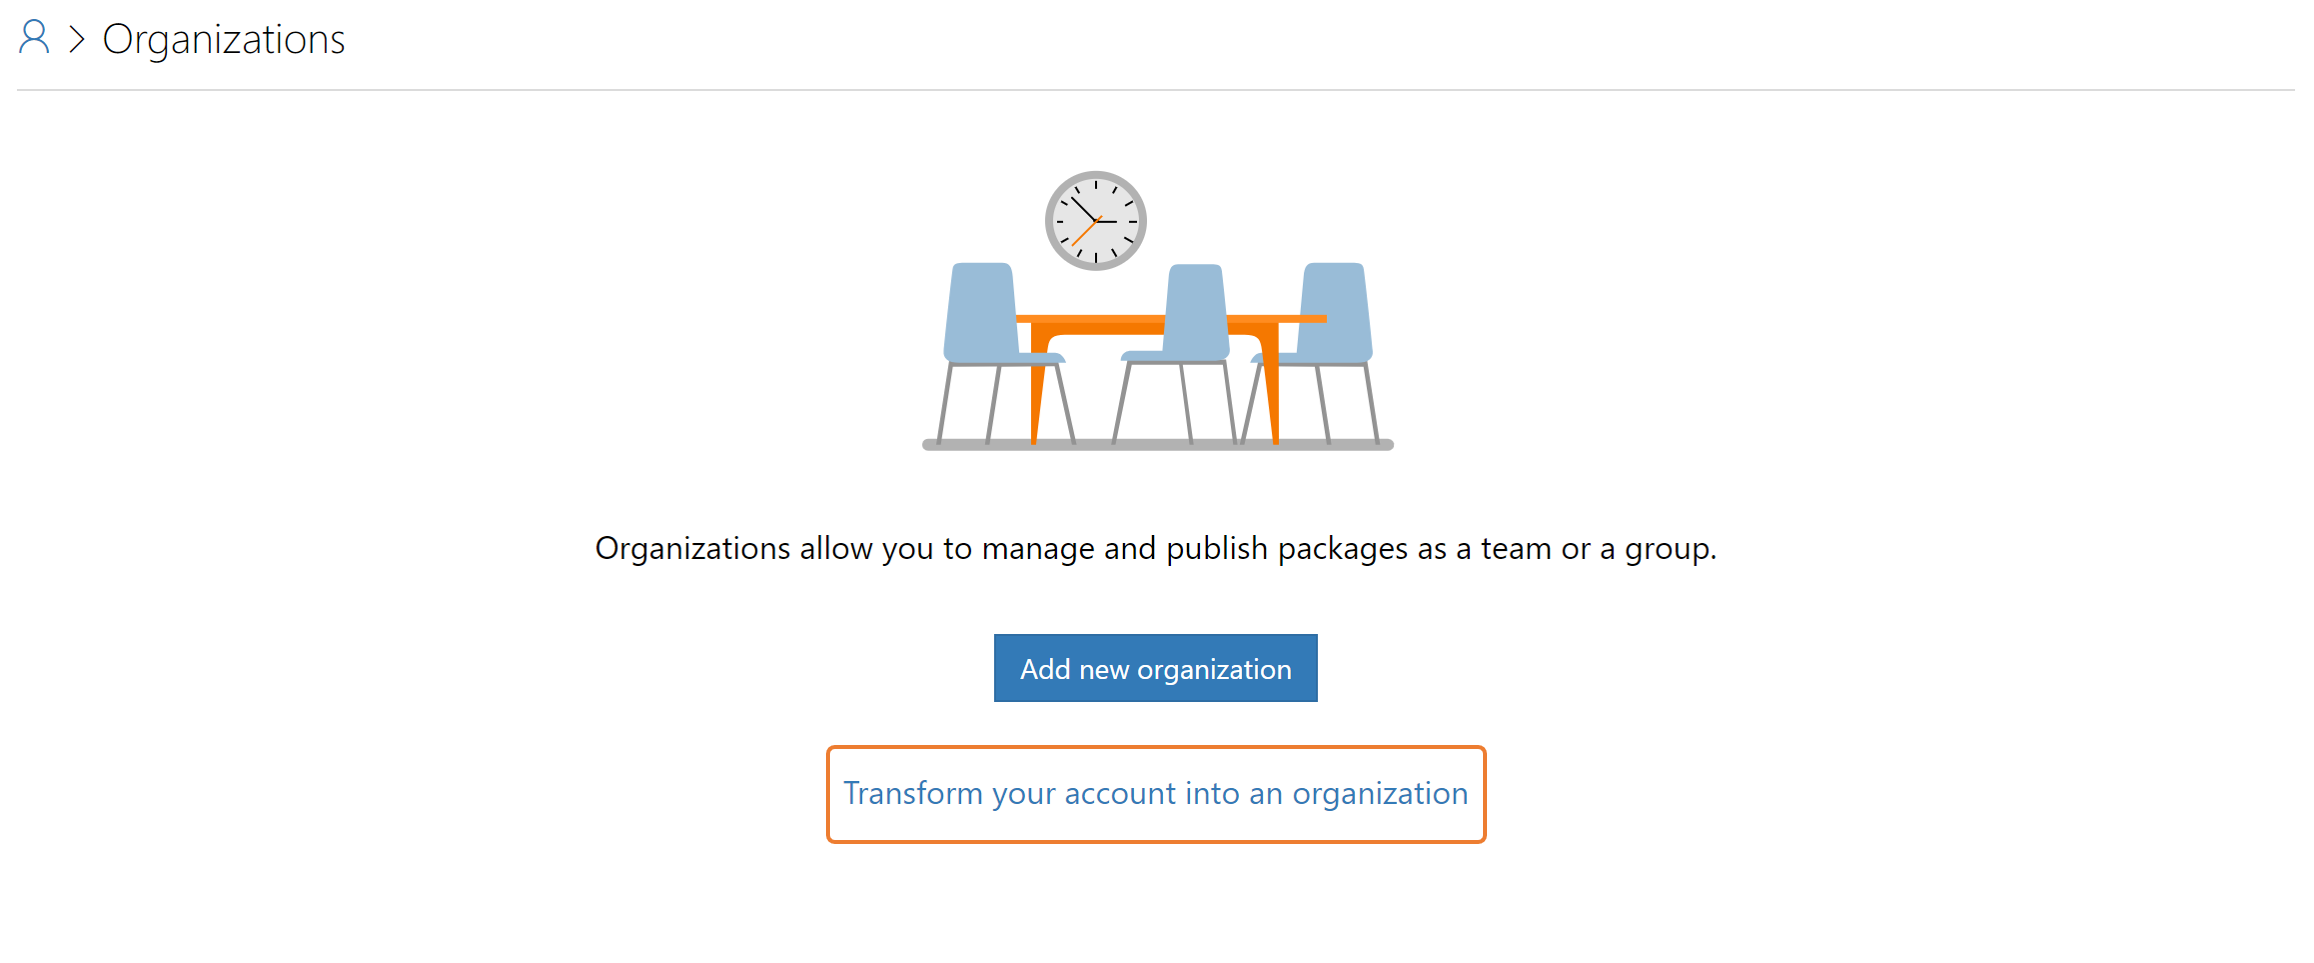 Organizations
Organizations allow you to manage and publish packages as a team or a group.
Add new organization
Transform your account into an organization